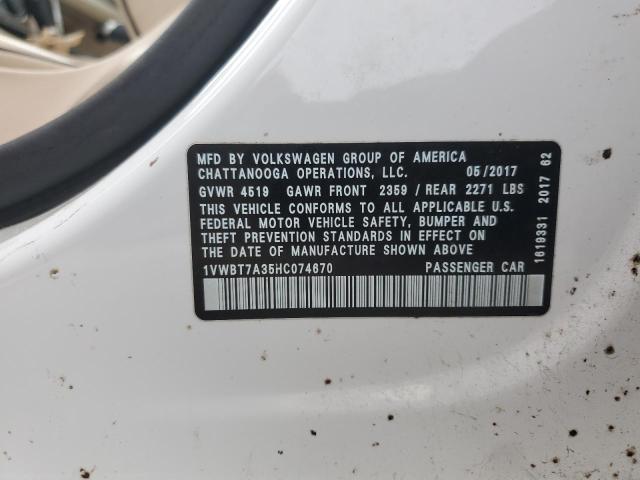 MFD BY VOLKSWAGEN GROUP OF AMERICA
CHATTANOOGA OPERATIONS, LLC. 05/2017
GVWR 4519 GAWR FRONT 2359 / REAR 2271 LBS
THIS VEHICLE CONFORMS TO ALL APPLICABLE U.S.
FEDERAL MOTOR VEHICLE SAFETY, BUMPER AND
THEFT PREVENTION STANDARDS IN EFFECT ON
THE DATE OF MANUFACTURE SHOWN ABOVE
1VWBT7A35HC074670 PASSENGER CAR
1619331 2017 62